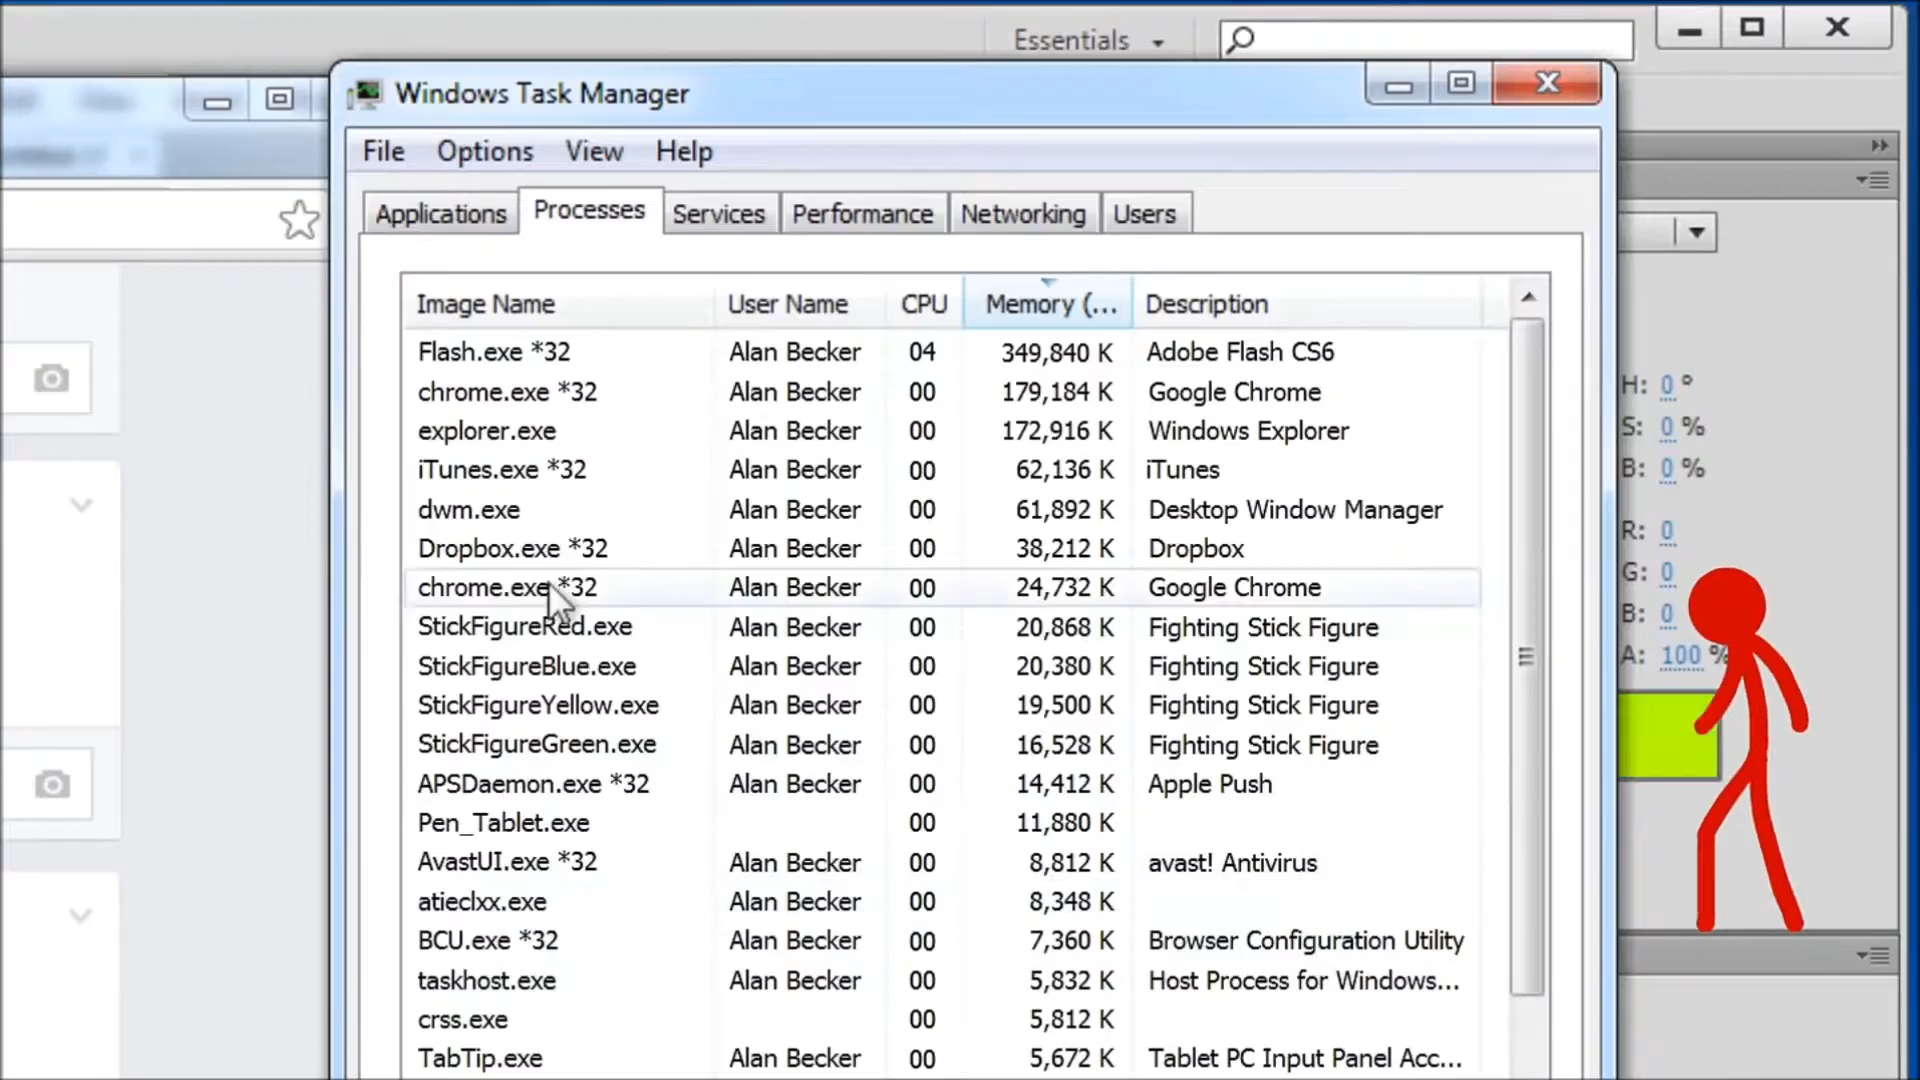 Essentials
Windows Task Manager
File Options View Help
Applications Processes Services Performance Networking Users
Image Name User Name CPU Memory (... Description
Flash.exe *32 Alan Becker 04 349,840 K Adobe Flash CS6
chrome.exe *32 Alan Becker 00 179,184 K Google Chrome
explorer.exe Alan Becker 00 172,916 K Windows Explorer
iTunes.exe *32 Alan Becker 00 62,136 K iTunes
dwm.exe Alan Becker 00 61,892 K Desktop Window Manager
Dropbox.exe *32 Alan Becker 00 38,212 K Dropbox
chrome.exe *32 Alan Becker 00 24,732 K Google Chrome
StickFigureRed.exe Alan Becker 00 20,868 K Fighting Stick Figure
StickFigureBlue.exe Alan Becker 00 20,380 K Fighting Stick Figure
StickFigureYellow.exe Alan Becker 00 19,500 K Fighting Stick Figure
StickFigureGreen.exe Alan Becker 00 16,528 K Fighting Stick Figure
APSDaemon.exe *32 Alan Becker 00 14,412 K Apple Push
Pen_Tablet.exe 00 11,880 K
AvastUI.exe *32 Alan Becker 00 8,812 K avast! Antivirus
atieclxx.exe 00 8,348 K
BCU.exe *32 Alan Becker 00 7,360 K Browser Configuration Utility
taskhost.exe Alan Becker 00 5,832 K Host Process for Windows...
crss.exe 00 5,812 K
TabTip.exe Alan Becker 00 5,672 K Tablet PC Input Panel Acc...
H: 0 °
S: 0 %
B: 0 %
R: 0
G: 0
B: 0
A: 100 %